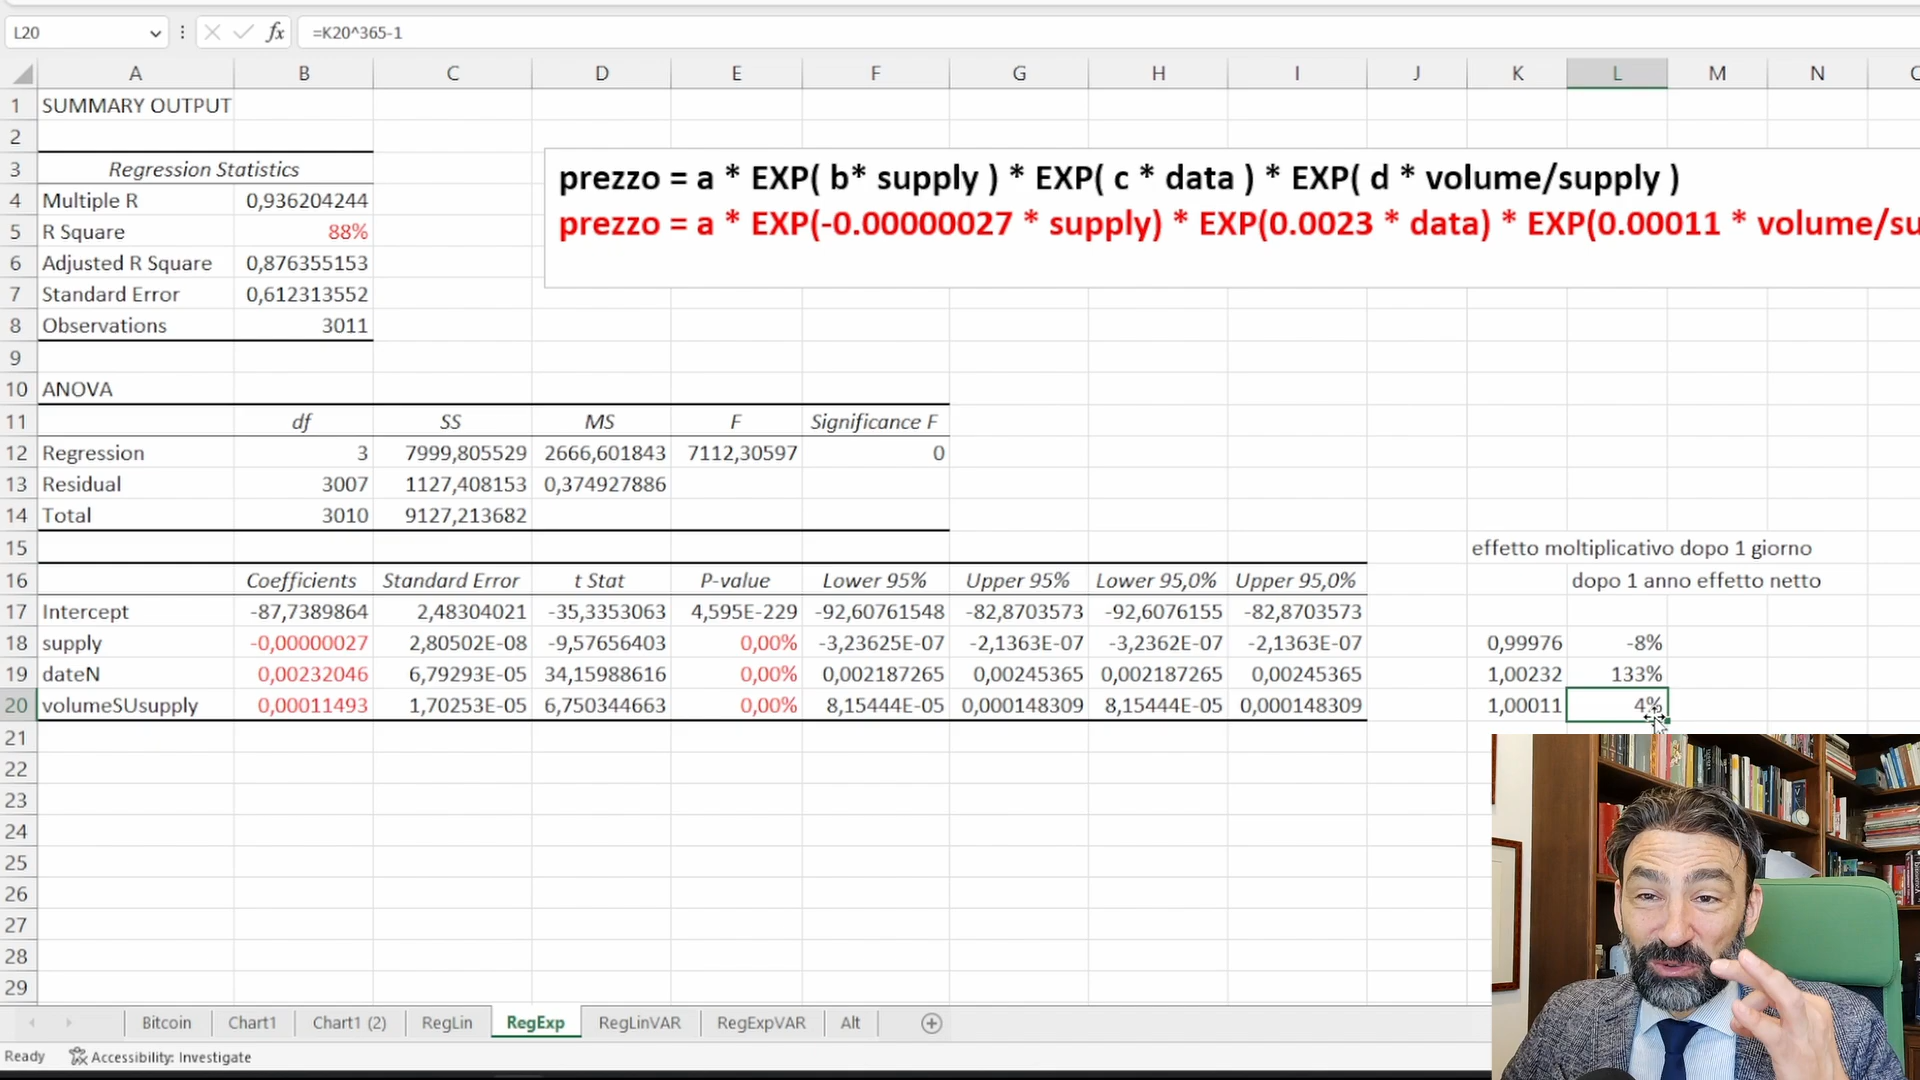 L20 =K20^365-1
A B C D E F G H I J K L M N
1 SUMMARY OUTPUT
2
3 Regression Statistics
prezzo = a * EXP( b* supply ) * EXP( c * data ) * EXP( d * volume/supply )
4 Multiple R 0,936204244
prezzo = a * EXP(-0.00000027 * supply) * EXP(0.0023 * data) * EXP(0.00011 * volume/su
5 R Square 88%
6 Adjusted R Square 0,876355153
7 Standard Error 0,612313552
8 Observations 3011
9
10 ANOVA
11 df SS MS F Significance F
12 Regression 3 7999,805529 2666,601843 7112,30597 0
13 Residual 3007 1127,408153 0,374927886
14 Total 3010 9127,213682
15 effetto moltiplicativo dopo 1 giorno
16 Coefficients Standard Error t Stat P-value Lower 95% Upper 95% Lower 95,0% Upper 95,0% dopo 1 anno effetto netto
17 Intercept -87,7389864 2,48304021 -35,3353063 4,595E-229 -92,60761548 -82,8703573 -92,6076155 -82,8703573
18 supply -0,00000027 2,80502E-08 -9,57656403 0,00% -3,23625E-07 -2,1363E-07 -3,2362E-07 -2,1363E-07 0,99976 -8%
19 dateN 0,00232046 6,79293E-05 34,15988616 0,00% 0,002187265 0,00245365 0,002187265 0,00245365 1,00232 133%
20 volumeSUsupply 0,00011493 1,70253E-05 6,750344663 0,00% 8,15444E-05 0,000148309 8,15444E-05 0,000148309 1,00011 4%
21
22
23
24
25
26
27
28
29
Bitcoin Chart1 Chart1 (2) RegLin RegExp RegLinVAR RegExpVAR Alt
Ready Accessibility: Investigate